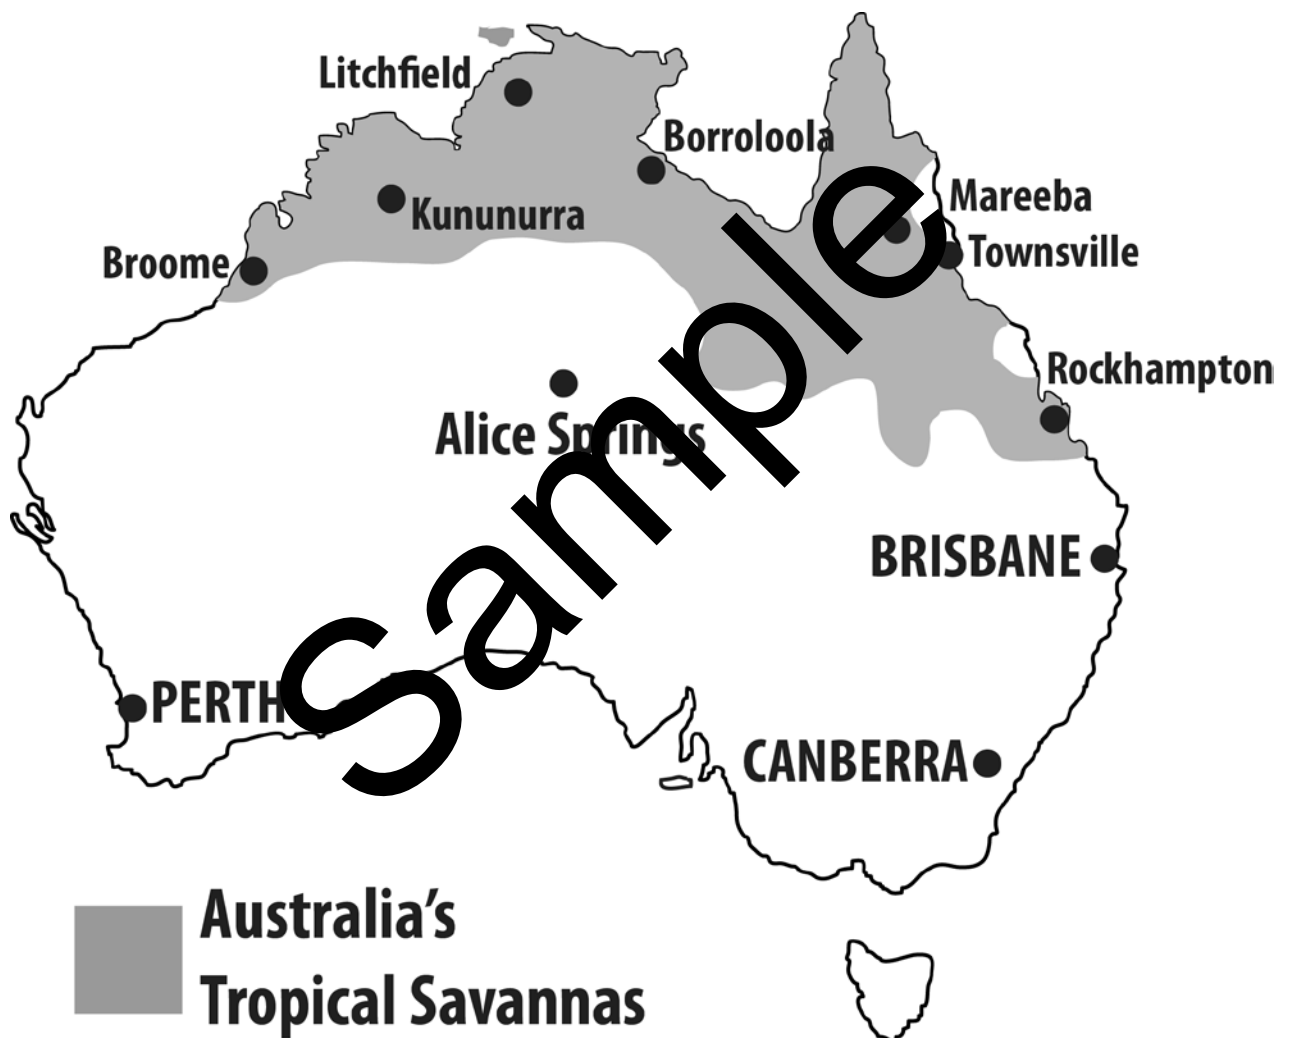 Litchfield
Borroloola
Mareeba
Kununurra
Townsville
Broome
Rockhampton
Alice Springs
BRISBANE
PERTH
CANBERRA
Sample
Australia’s
Tropical Savannas